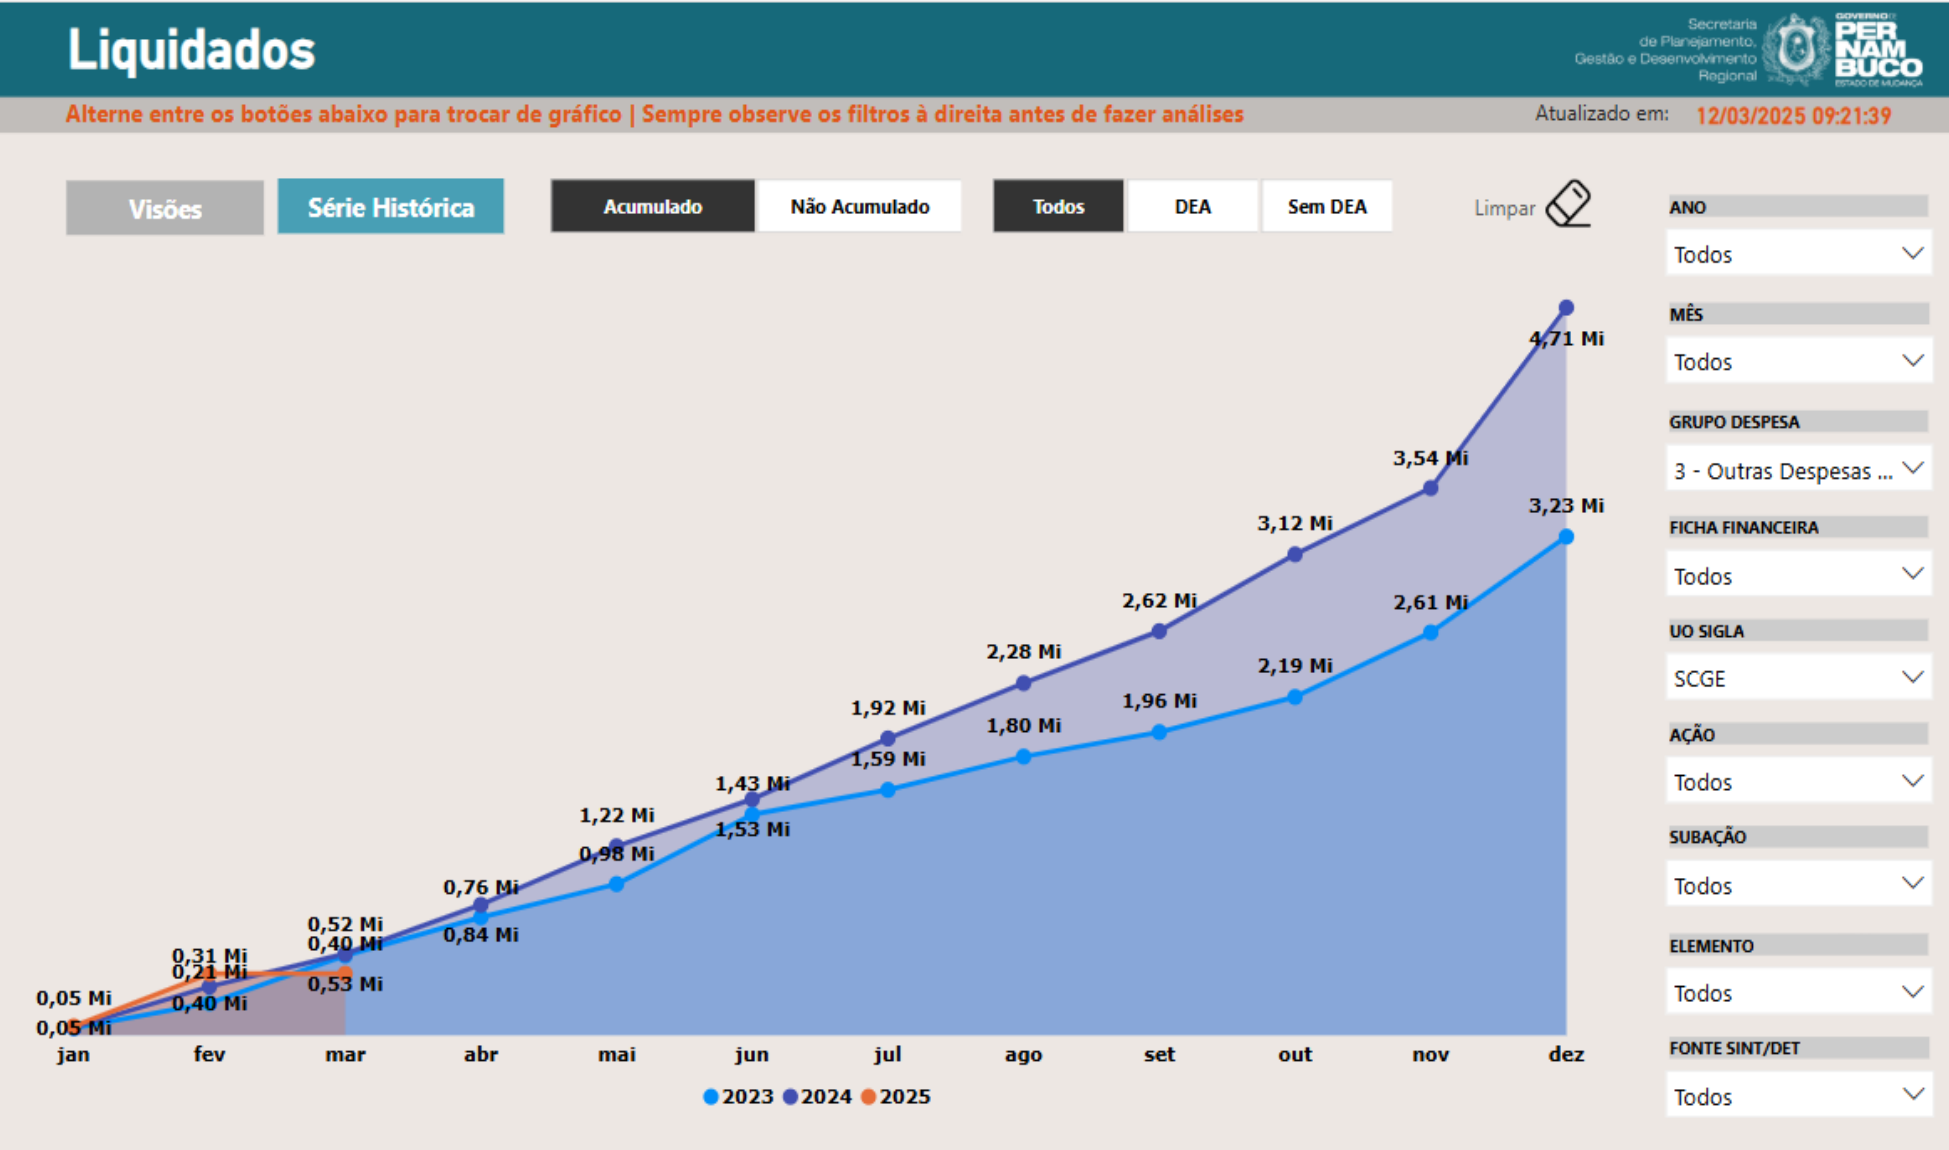 Liquidados
Secretaria
de Planejamento,
Gestão e Desenvolvimento
Regional
GOVERNO DE
PER
NAM
BUCO
ESTADO DE MUDANÇA
Alterne entre os botões abaixo para trocar de gráfico | Sempre observe os filtros à direita antes de fazer análises
Atualizado em: 12/03/2025 09:21:39
Visões
Série Histórica
Acumulado
Não Acumulado
Todos
DEA
Sem DEA
Limpar
ANO
Todos
MÊS
Todos
GRUPO DESPESA
3 - Outras Despesas ...
FICHA FINANCEIRA
Todos
UO SIGLA
SCGE
AÇÃO
Todos
SUBAÇÃO
Todos
ELEMENTO
Todos
FONTE SINT/DET
Todos
4,71 Mi
3,54 Mi
3,23 Mi
3,12 Mi
2,62 Mi
2,61 Mi
2,28 Mi
2,19 Mi
1,92 Mi
1,96 Mi
1,80 Mi
1,59 Mi
1,43 Mi
1,22 Mi
1,53 Mi
0,98 Mi
0,76 Mi
0,52 Mi
0,40 Mi
0,84 Mi
0,31 Mi
0,21 Mi
0,53 Mi
0,05 Mi
0,40 Mi
0,05 Mi
jan fev mar abr mai jun jul ago set out nov dez
2023 2024 2025